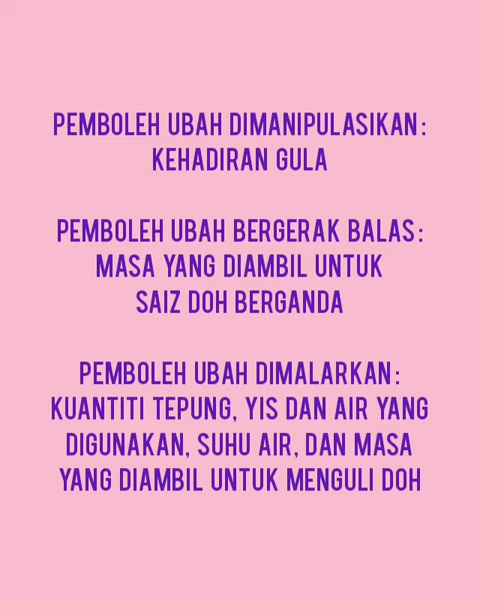 PEMBOLEH UBAH DIMANIPULASIKAN:
KEHADIRAN GULA
PEMBOLEH UBAH BERGERAK BALAS:
MASA YANG DIAMBIL UNTUK
SAIZ DOH BERGANDA
PEMBOLEH UBAH DIMALARKAN:
KUANTITI TEPUNG, YIS DAN AIR YANG
DIGUNAKAN, SUHU AIR, DAN MASA
YANG DIAMBIL UNTUK MENGULI DOH